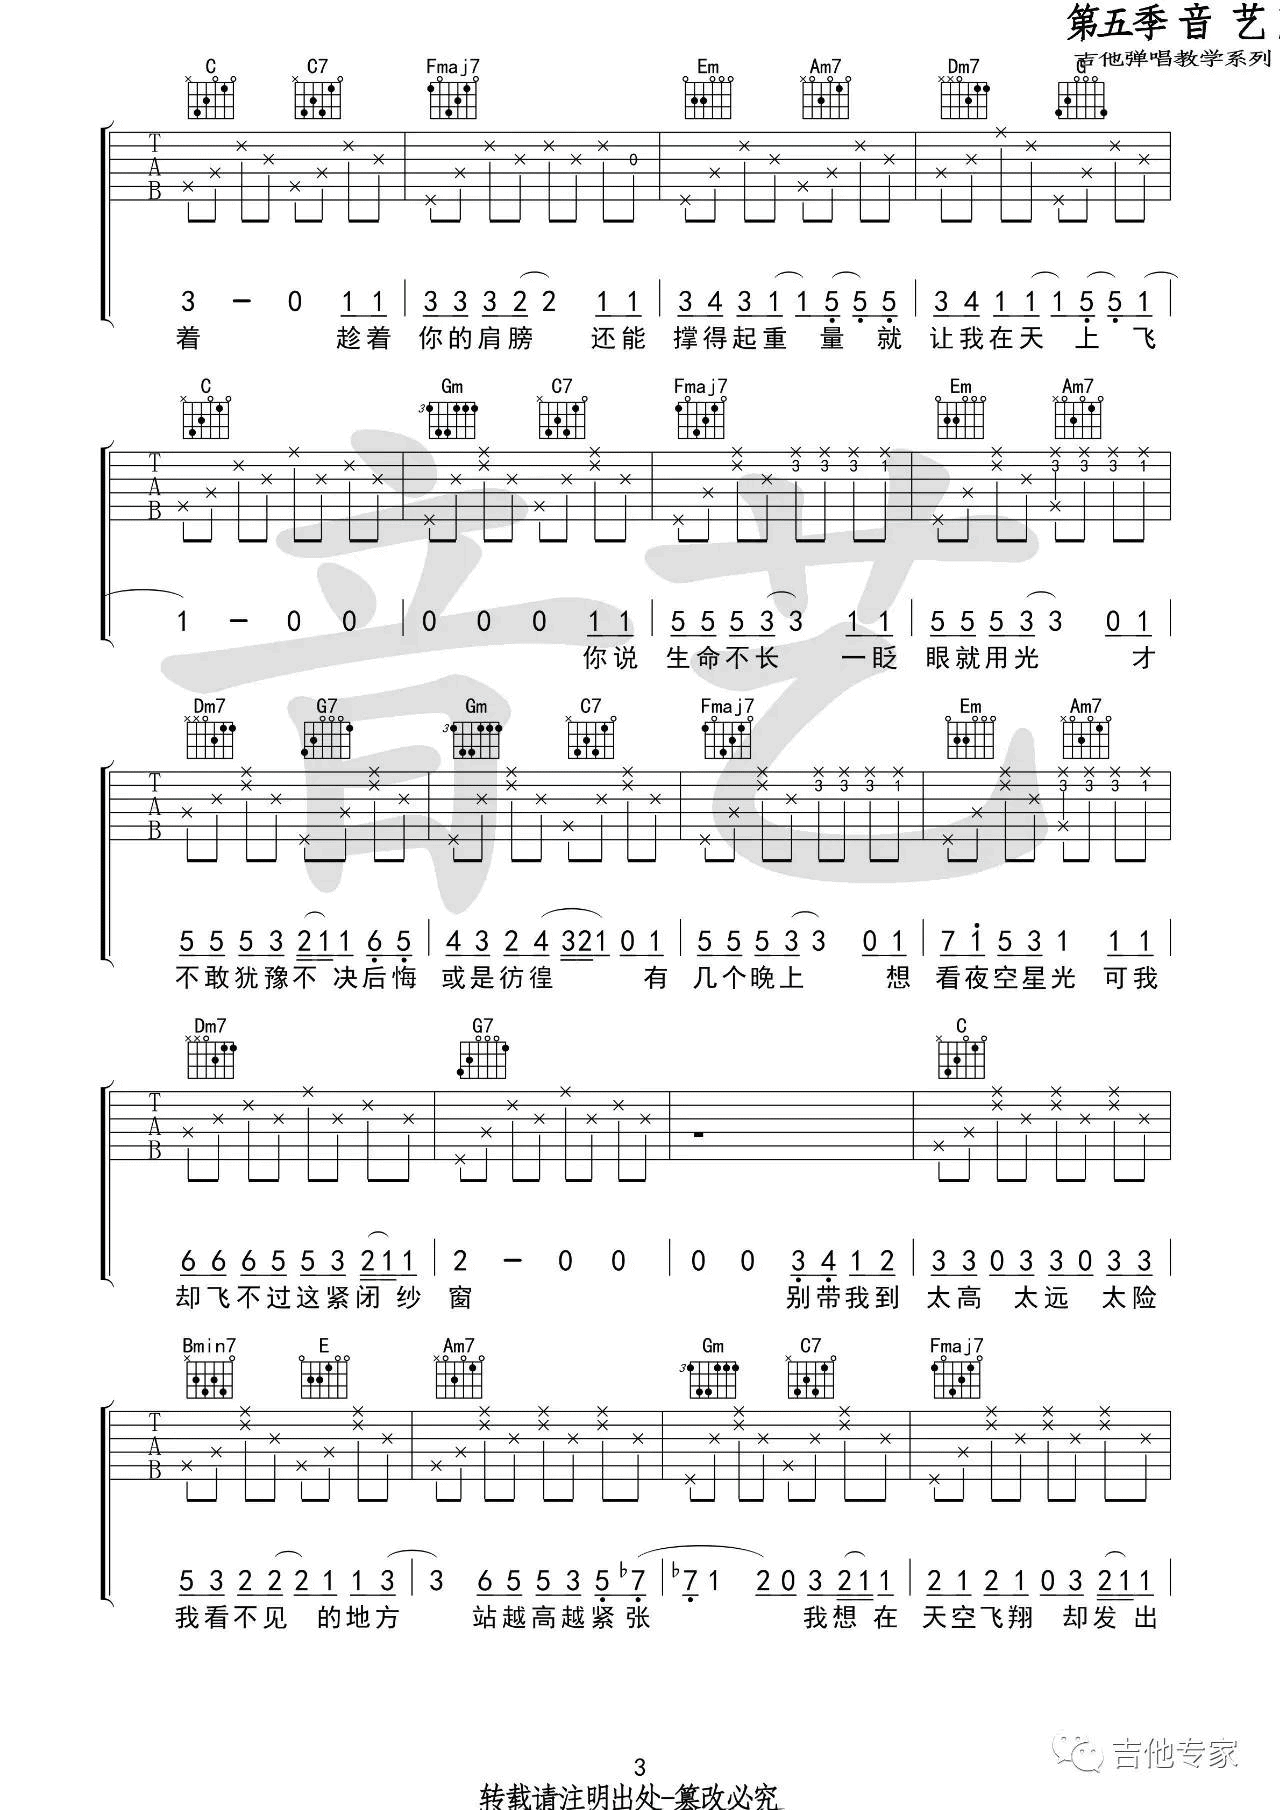 第五季 音 艺
吉他弹唱教学系列
C C7 Fmaj7 Em Am7 Dm7 G
T A B
0
3 － 0 1 1 3 3 3 2 2 1 1 3 4 3 1 1 5 5 5 3 4 1 1 1 5 5 1
着 趁着 你的肩膀 还能 撑得起重 量 就 让我在天 上 飞
C Gm C7 Fmaj7 Em Am7
3
T A B
3 3 3 1 3 3 3 1
1 － 0 0 0 0 0 1 1 5 5 5 3 3 1 1 5 5 5 3 3 0 1
你说 生命不长 一眨 眼就用光 才
Dm7 G7 Gm C7 Fmaj7 Em Am7
3
T A B
3 3 3 1 3 3 3 1
5 5 5 3 2 1 1 6 5 4 3 2 4 3 2 1 0 1 5 5 5 3 3 0 1 7 1 5 3 1 1 1
不敢犹豫不 决后悔 或是彷徨 有 几个晚上 想 看夜空星光 可我
Dm7 G7 C
T A B
6 6 6 5 5 3 2 1 1 2 － 0 0 0 0 3 4 1 2 3 3 0 3 3 0 3 3
却飞不过这紧闭 纱 窗 别带我到 太高 太远 太险
Bmin7 E Am7 Gm C7 Fmaj7
3
T A B
5 3 2 2 2 1 1 3 3 6 5 5 3 5 ♭7 ♭7 1 2 0 3 2 1 1 2 1 2 1 0 3 2 1 1
我看不见 的地方 站越高越紧张 我想在 天空飞翔 却发出
吉他专家
3
转载请注明出处-篡改必究
音艺